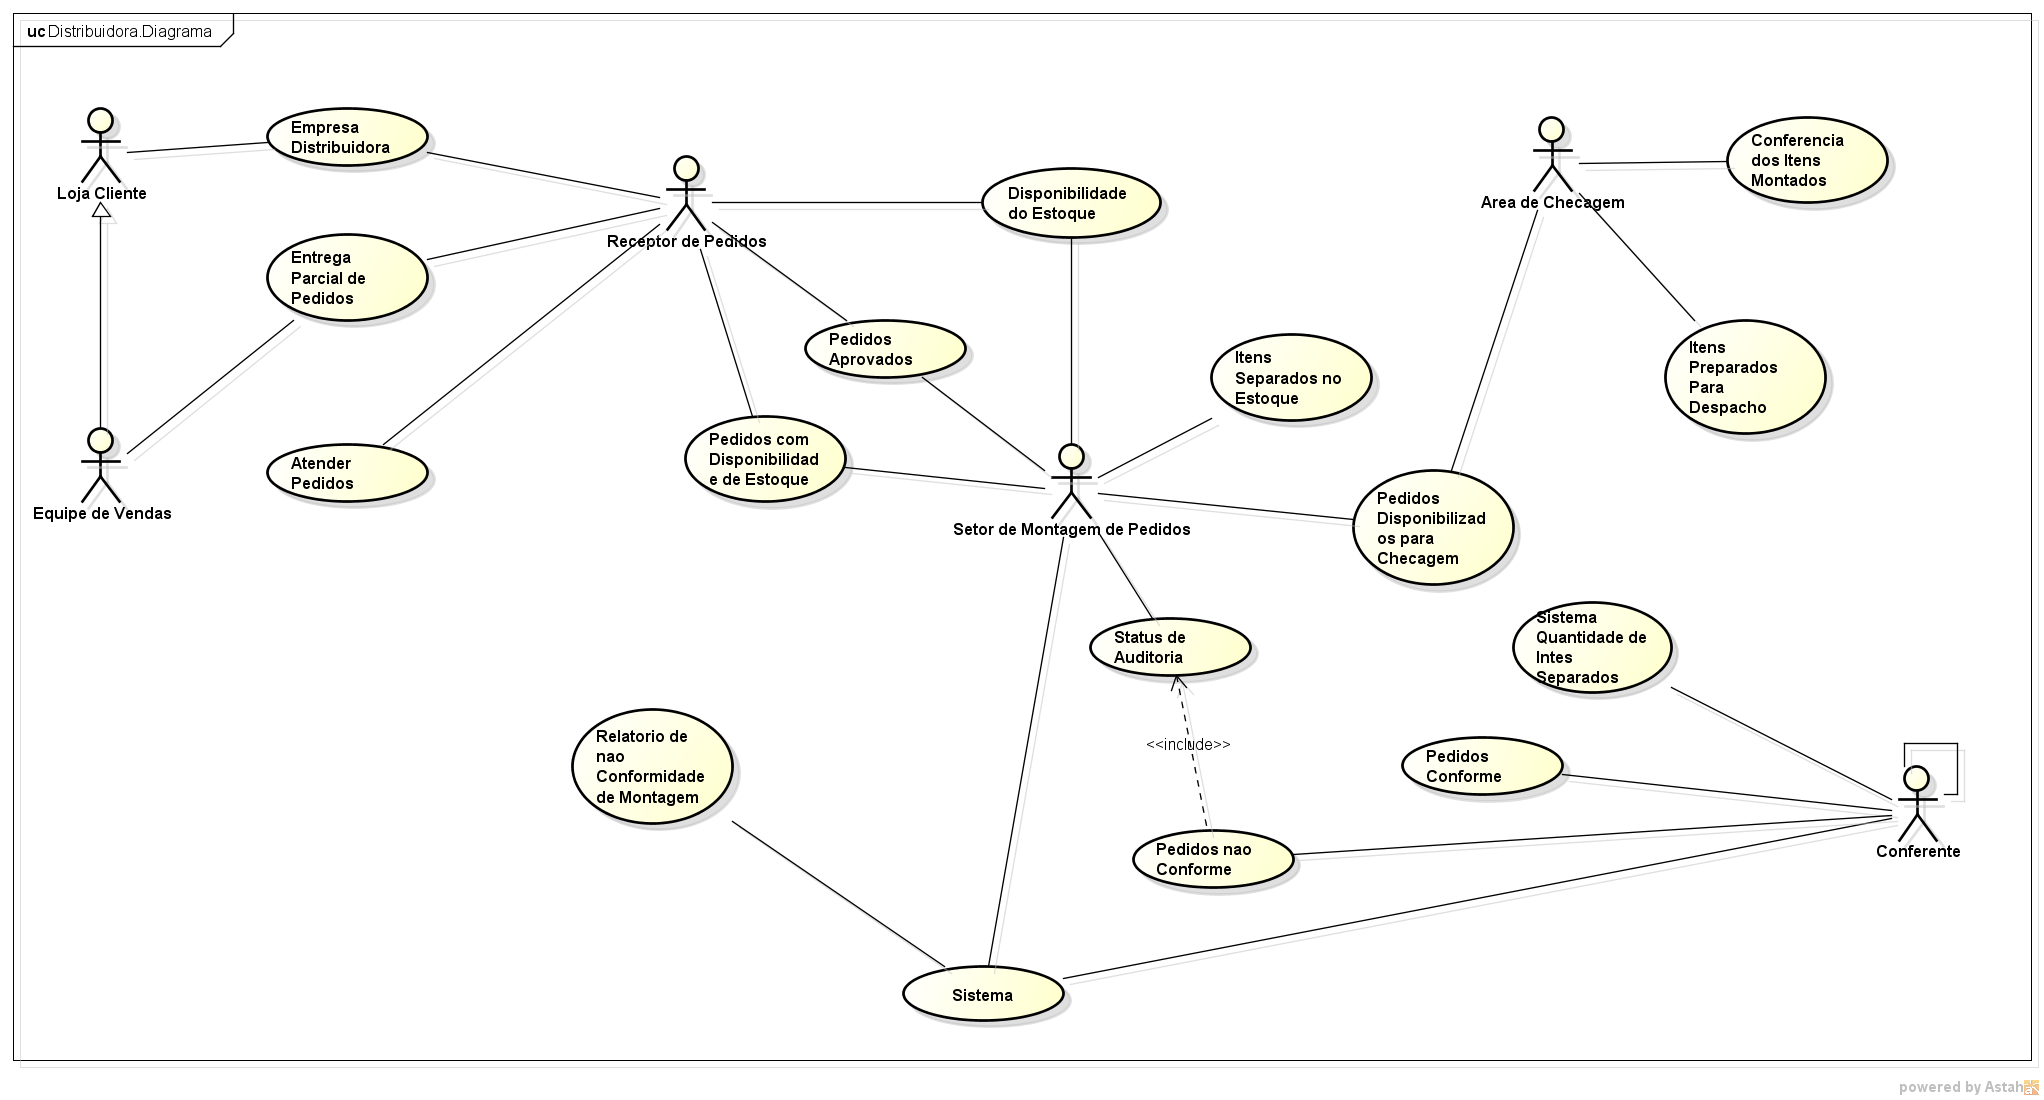 uc Distribuidora.Diagrama
Loja Cliente
Empresa
Distribuidora
Receptor de Pedidos
Disponibilidade
do Estoque
Area de Checagem
Conferencia
dos Itens
Montados
Entrega
Parcial de
Pedidos
Pedidos
Aprovados
Itens
Separados no
Estoque
Itens
Preparados
Para
Despacho
Equipe de Vendas
Atender
Pedidos
Pedidos com
Disponibilidad
e de Estoque
Setor de Montagem de Pedidos
Pedidos
Disponibilizad
os para
Checagem
Status de
Auditoria
Sistema
Quantidade de
Intes
Separados
Relatorio de
nao
Conformidade
de Montagem
<<include>>
Pedidos
Conforme
Pedidos nao
Conforme
Conferente
Sistema
powered by Astah